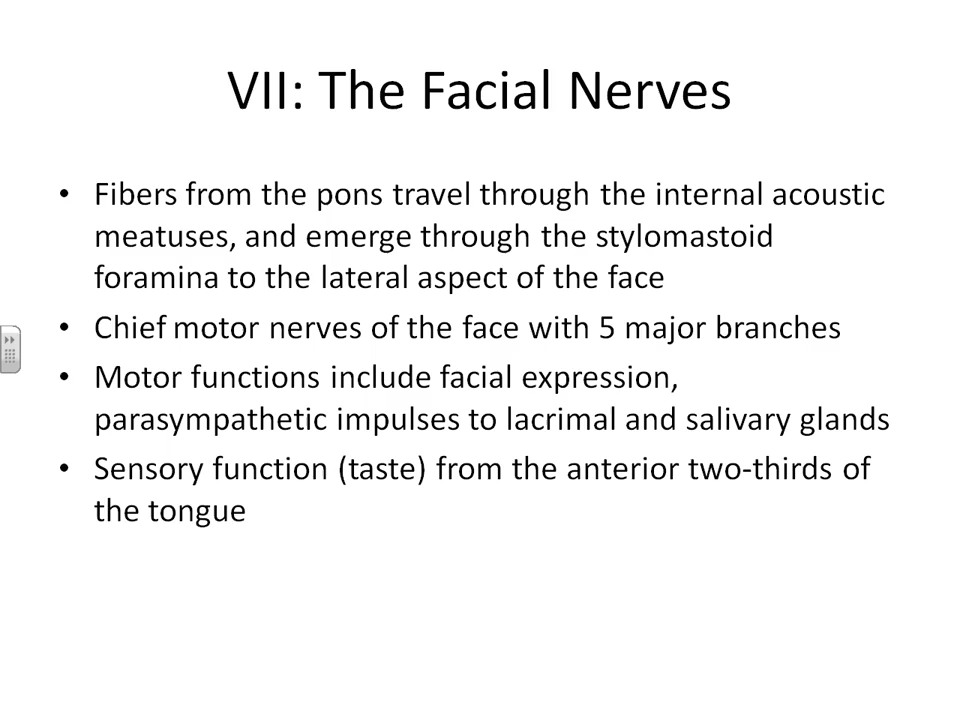 VII: The Facial Nerves
• Fibers from the pons travel through the internal acoustic
meatuses, and emerge through the stylomastoid
foramina to the lateral aspect of the face
• Chief motor nerves of the face with 5 major branches
• Motor functions include facial expression,
parasympathetic impulses to lacrimal and salivary glands
• Sensory function (taste) from the anterior two-thirds of
the tongue